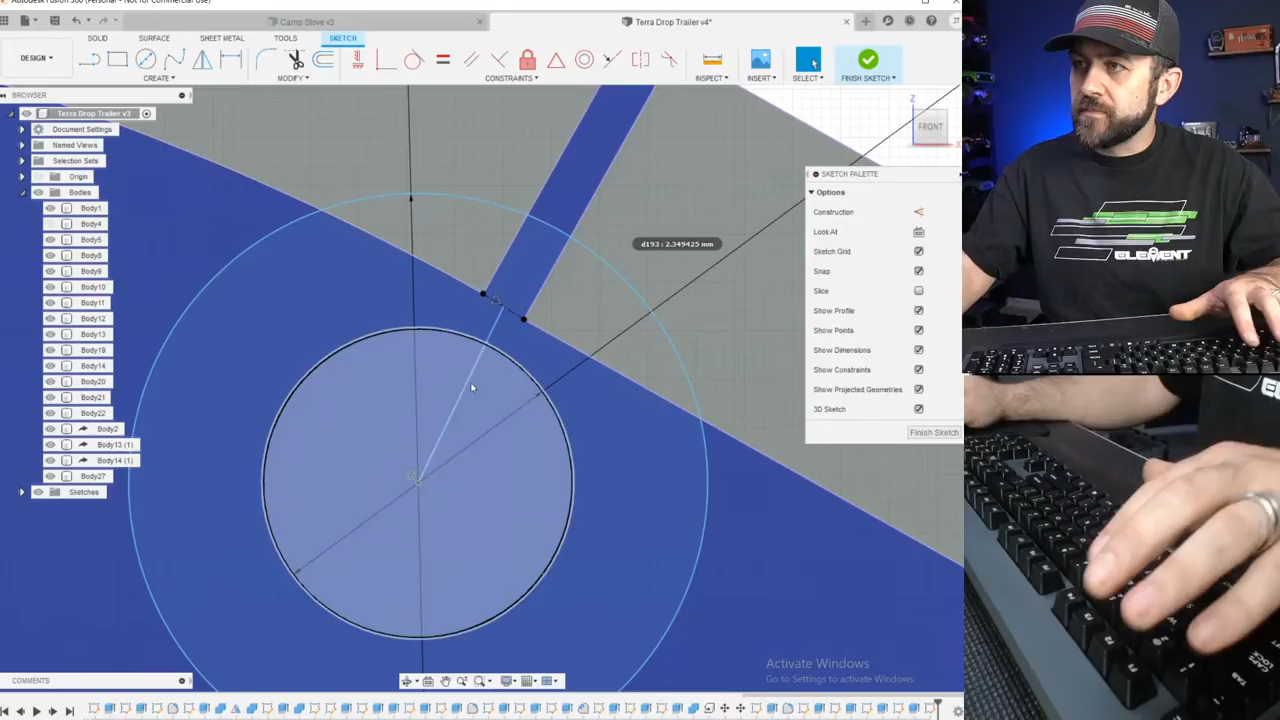 Autodesk Fusion 360 (Personal - Not for Commercial Use)
Camp Stove v3
Terra Drop Trailer v4*
DESIGN
SOLID
SURFACE
SHEET METAL
TOOLS
SKETCH
CREATE
MODIFY
CONSTRAINTS
INSPECT
INSERT
SELECT
FINISH SKETCH
BROWSER
Terra Drop Trailer v3
Document Settings
Named Views
Selection Sets
Origin
Bodies
Body1
Body4
Body5
Body8
Body9
Body10
Body11
Body12
Body13
Body19
Body14
Body20
Body21
Body22
Body2
Body13 (1)
Body14 (1)
Body27
Sketches
d193 : 2.349425 mm
Z
FRONT
X
SKETCH PALETTE
Options
Construction
Look At
Sketch Grid
Snap
Slice
Show Profile
Show Points
Show Dimensions
Show Constraints
Show Projected Geometries
3D Sketch
Finish Sketch
Activate Windows
Go to Settings to activate Windows.
COMMENTS
ELEMENT